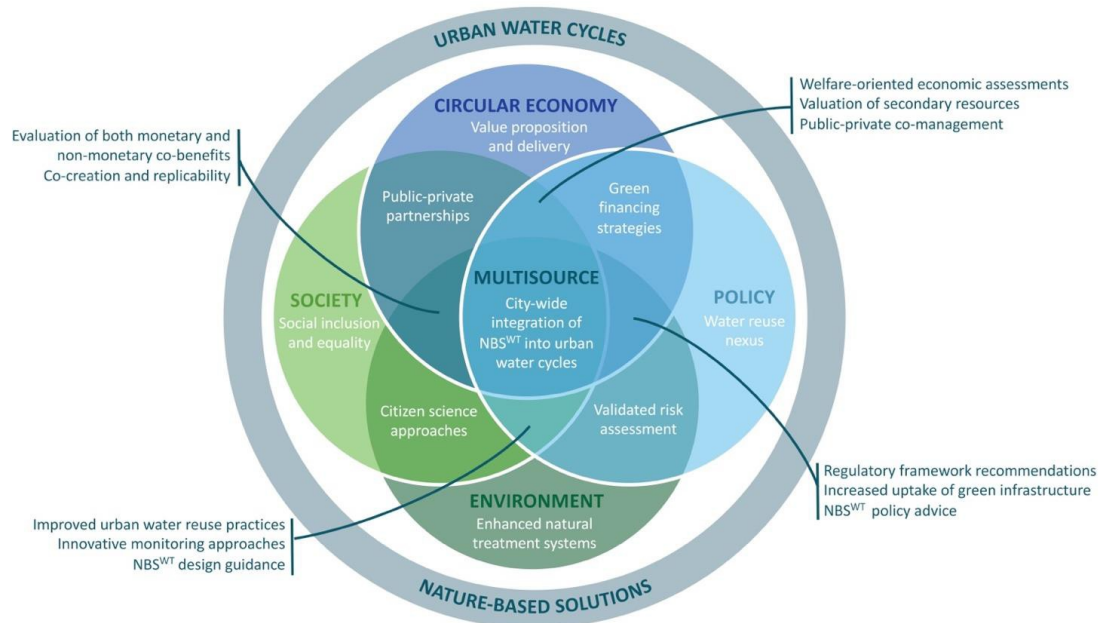 URBAN WATER CYCLES
Welfare-oriented economic assessments
Valuation of secondary resources
Public-private co-management
CIRCULAR ECONOMY
Value proposition
and delivery
Evaluation of both monetary and
non-monetary co-benefits
Co-creation and replicability
Public-private
partnerships
Green
financing
strategies
MULTISOURCE
City-wide
integration of
NBSᵂᵀ into urban
water cycles
SOCIETY
Social inclusion
and equality
POLICY
Water reuse
nexus
Citizen science
approaches
Validated risk
assessment
Regulatory framework recommendations
Increased uptake of green infrastructure
NBSᵂᵀ policy advice
ENVIRONMENT
Enhanced natural
treatment systems
Improved urban water reuse practices
Innovative monitoring approaches
NBSᵂᵀ design guidance
NATURE-BASED SOLUTIONS